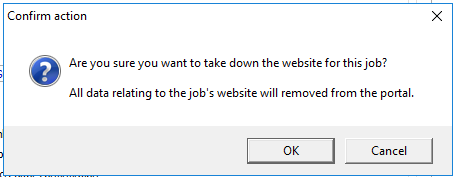 Confirm action
Are you sure you want to take down the website for this job?
All data relating to the job's website will removed from the portal.
OK
Cancel